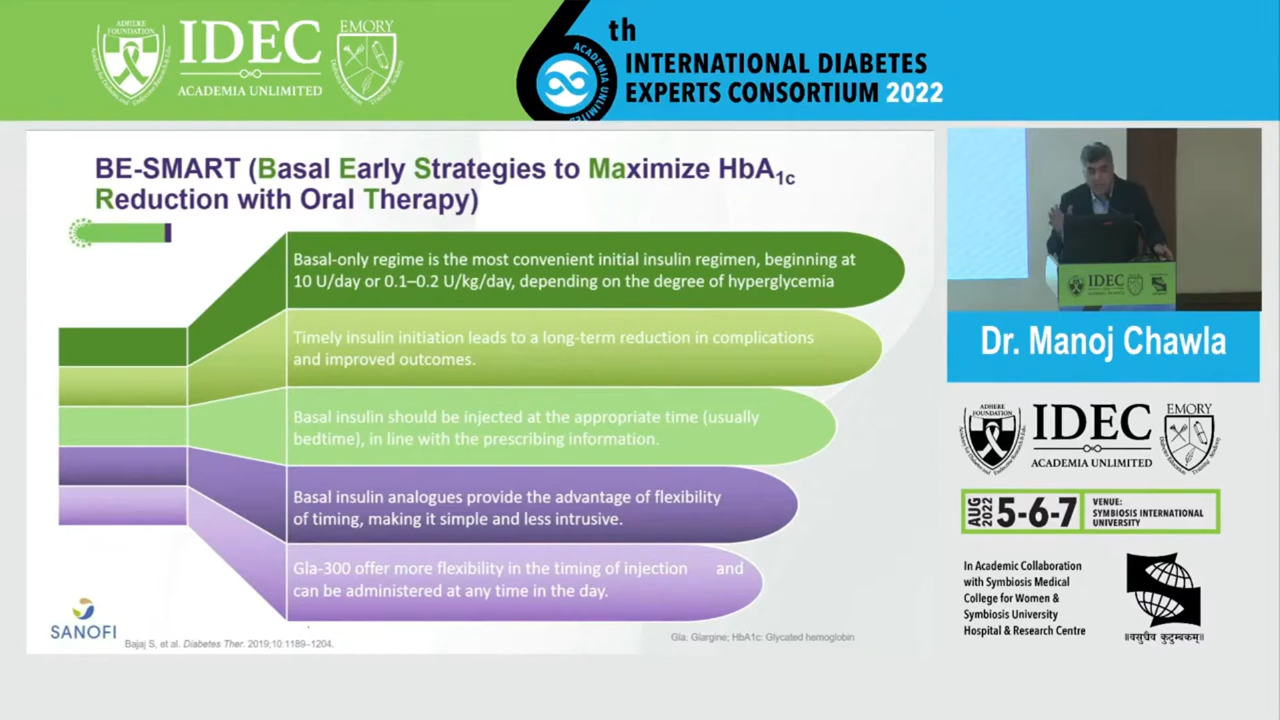 ADHERE
FOUNDATION
IDEC
ACADEMIA UNLIMITED
EMORY
6th
ACADEMIA UNLIMITED
INTERNATIONAL DIABETES
EXPERTS CONSORTIUM 2022
BE-SMART (Basal Early Strategies to Maximize HbA1c
Reduction with Oral Therapy)
Basal-only regime is the most convenient initial insulin regimen, beginning at
10 U/day or 0.1–0.2 U/kg/day, depending on the degree of hyperglycemia
Timely insulin initiation leads to a long-term reduction in complications
and improved outcomes.
Basal insulin should be injected at the appropriate time (usually
bedtime), in line with the prescribing information.
Basal insulin analogues provide the advantage of flexibility
of timing, making it simple and less intrusive.
Gla-300 offer more flexibility in the timing of injection and
can be administered at any time in the day.
SANOFI
Bajaj S, et al. Diabetes Ther. 2019;10:1189–1204.
Gla: Glargine; HbA1c: Glycated hemoglobin
IDEC
Dr. Manoj Chawla
ADHERE
FOUNDATION
IDEC
ACADEMIA UNLIMITED
EMORY
AUG
2022
5-6-7
VENUE:
SYMBIOSIS INTERNATIONAL
UNIVERSITY
In Academic Collaboration
with Symbiosis Medical
College for Women &
Symbiosis University
Hospital & Research Centre
॥वसुधैव कुटुम्बकम्॥